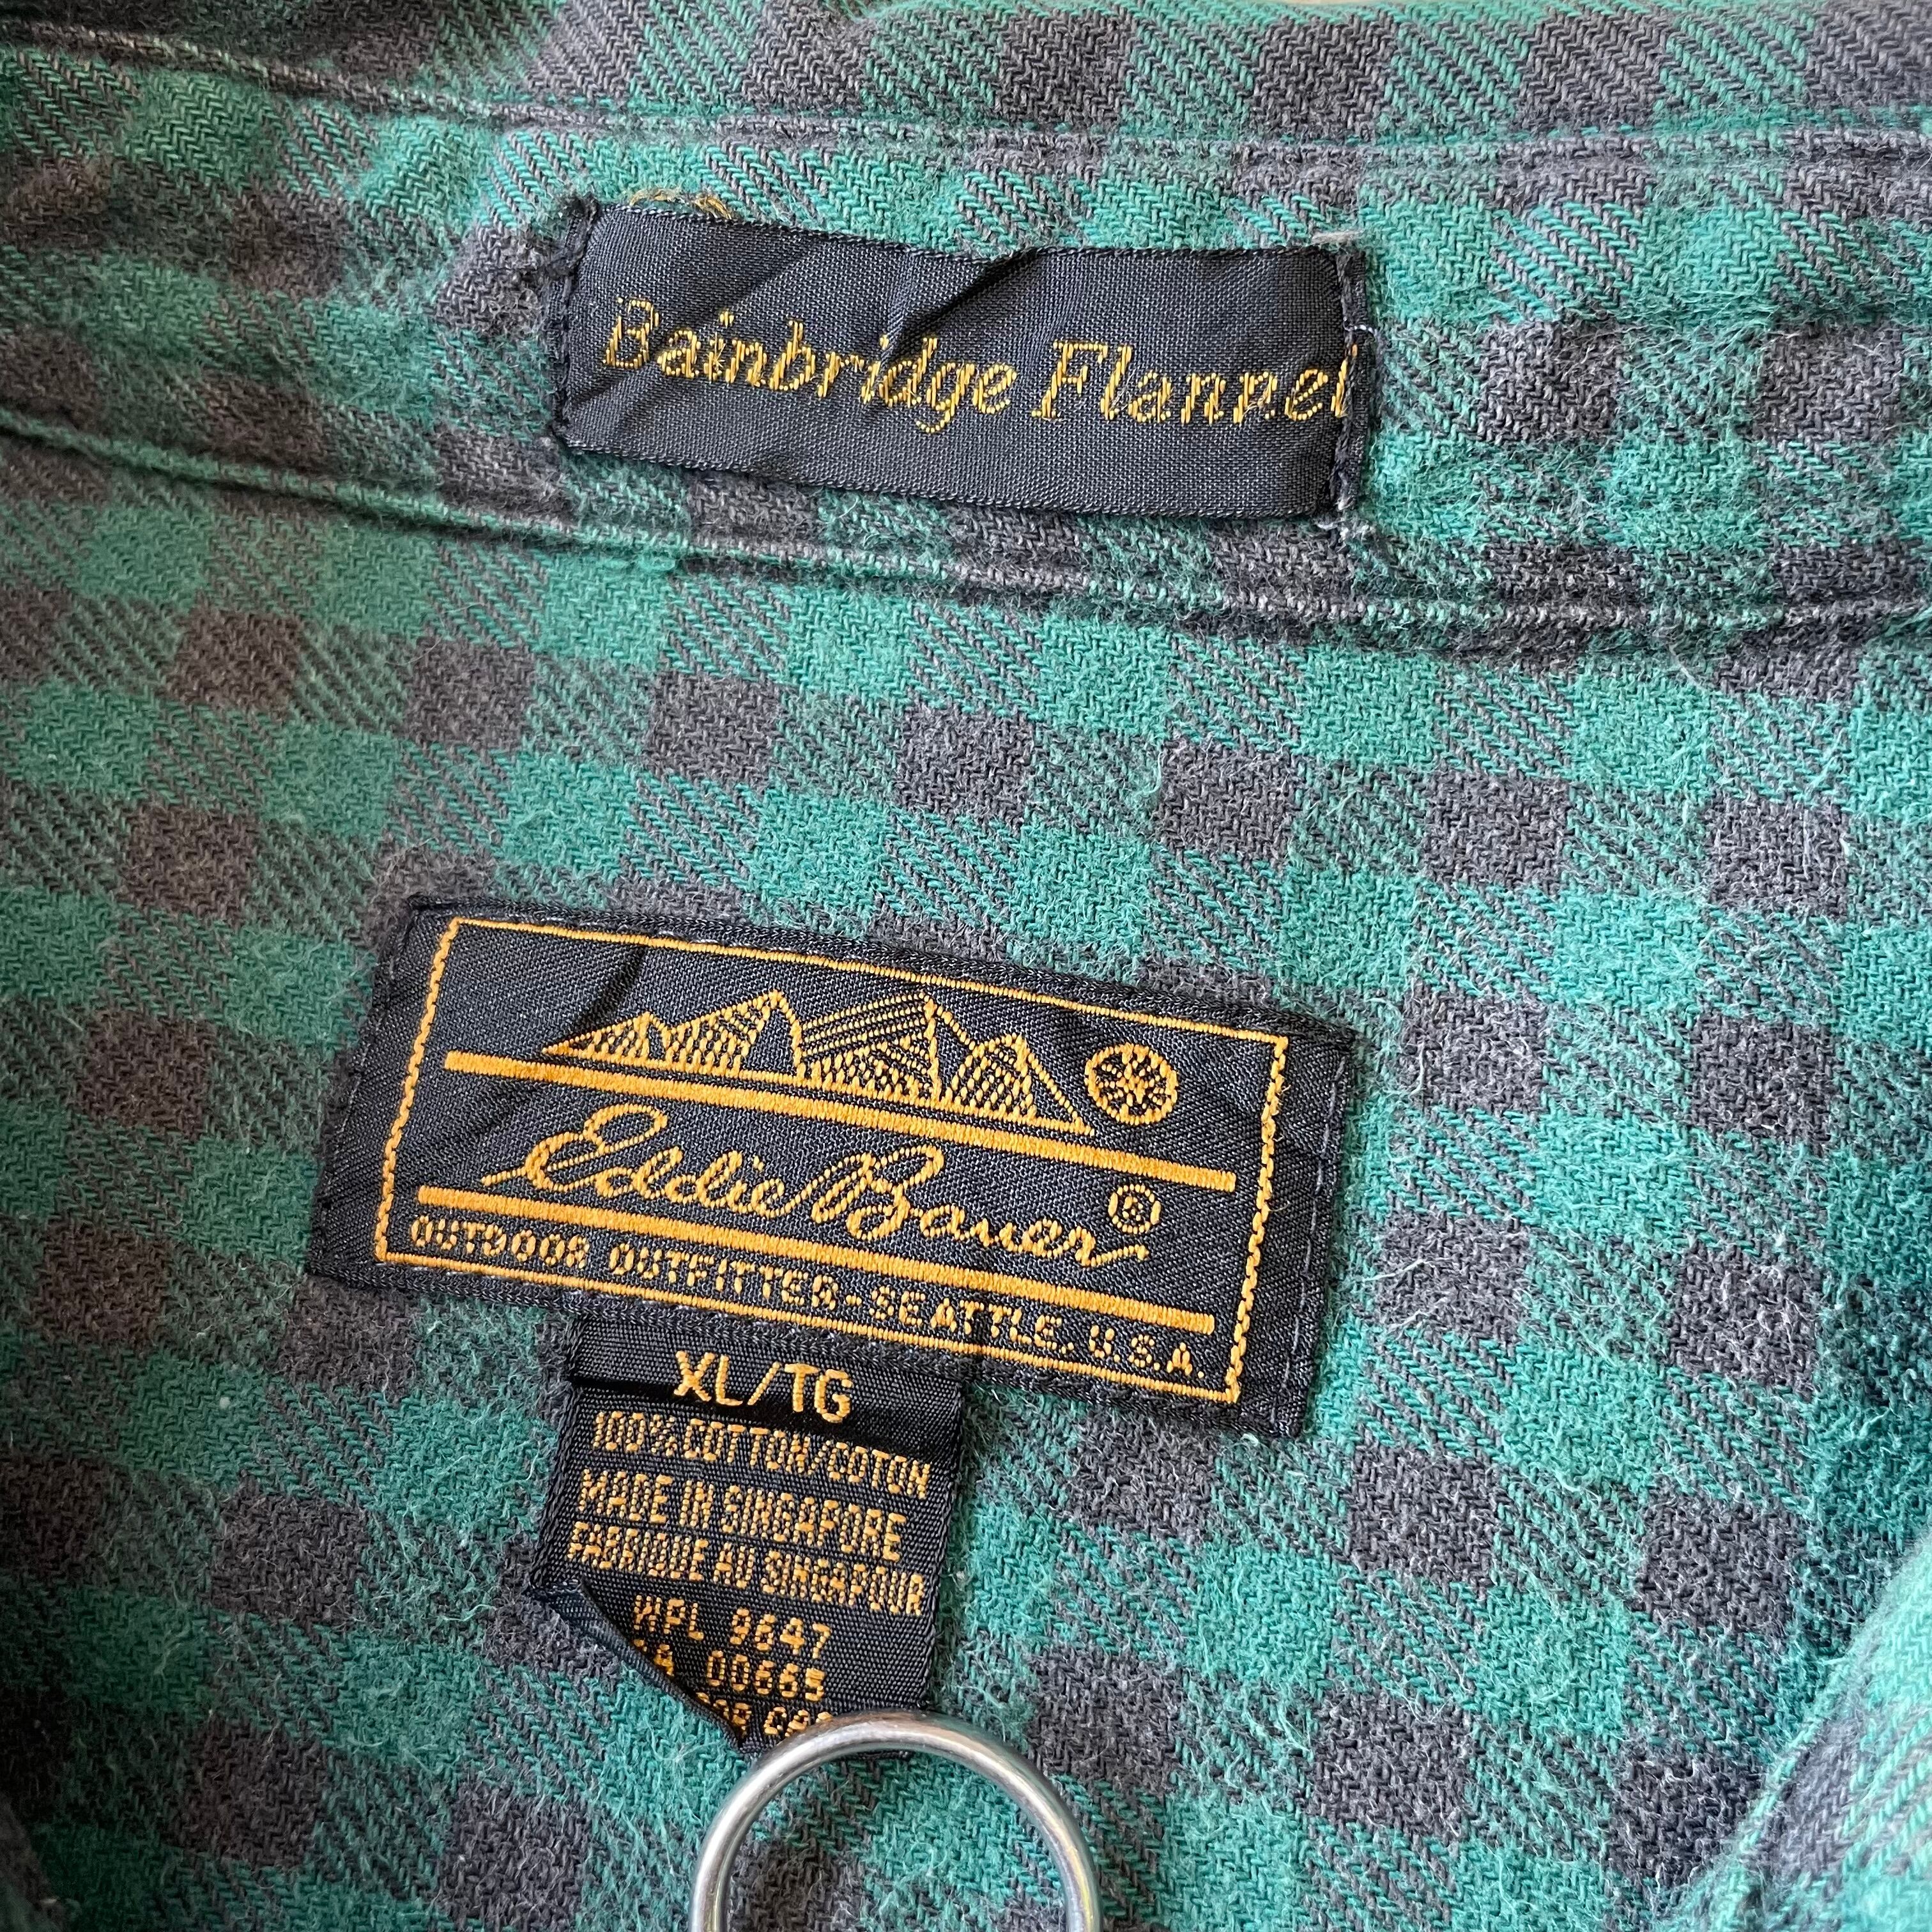 Bainbridge Flannel
Eddie Bauer®
OUTDOOR OUTFITTER-SEATTLE, U.S.A.
XL/TG
100% COTTON/COTON
MADE IN SINGAPORE
FABRIQUE AU SINGAPOUR
WPL 9647
00665